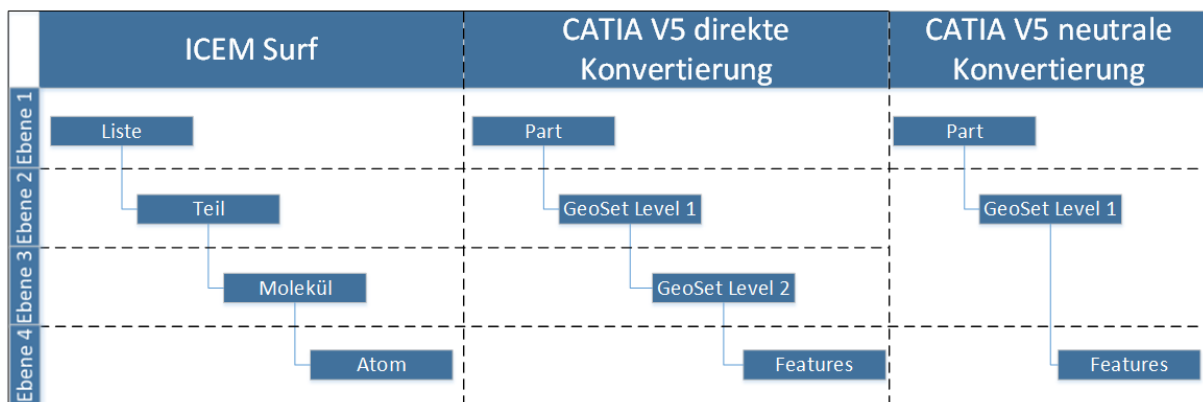 ICEM Surf
CATIA V5 direkte
Konvertierung
CATIA V5 neutrale
Konvertierung
Ebene 1
Liste
Part
Part
Ebene 2
Teil
GeoSet Level 1
GeoSet Level 1
Ebene 3
Molekül
GeoSet Level 2
Ebene 4
Atom
Features
Features